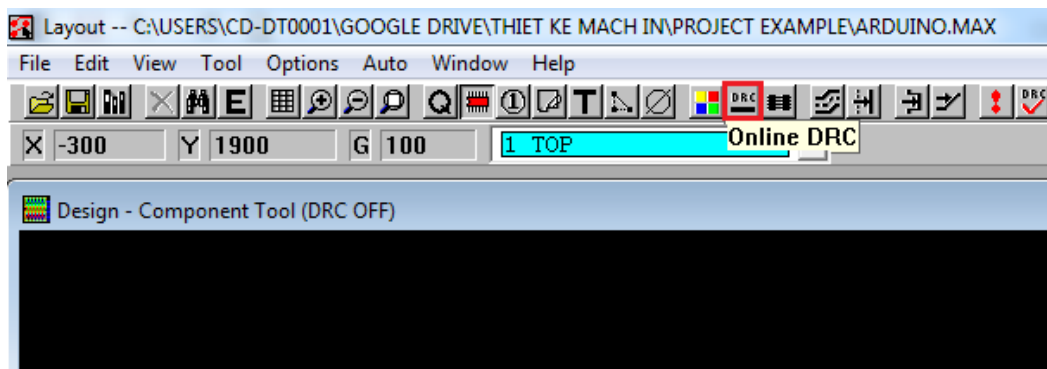 Layout -- C:\USERS\CD-DT0001\GOOGLE DRIVE\THIET KE MACH IN\PROJECT EXAMPLE\ARDUINO.MAX
File Edit View Tool Options Auto Window Help
E Q 1 T DRC DRC
X -300 Y 1900 G 100 1 TOP Online DRC
Design - Component Tool (DRC OFF)